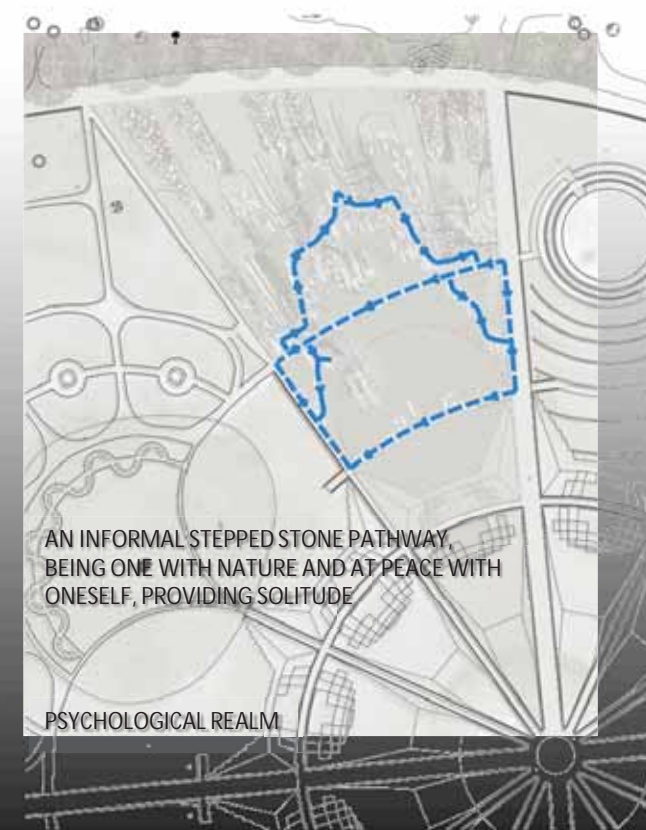 AN INFORMAL STEPPED STONE PATHWAY,
BEING ONE WITH NATURE AND AT PEACE WITH
ONESELF, PROVIDING SOLITUDE
PSYCHOLOGICAL REALM